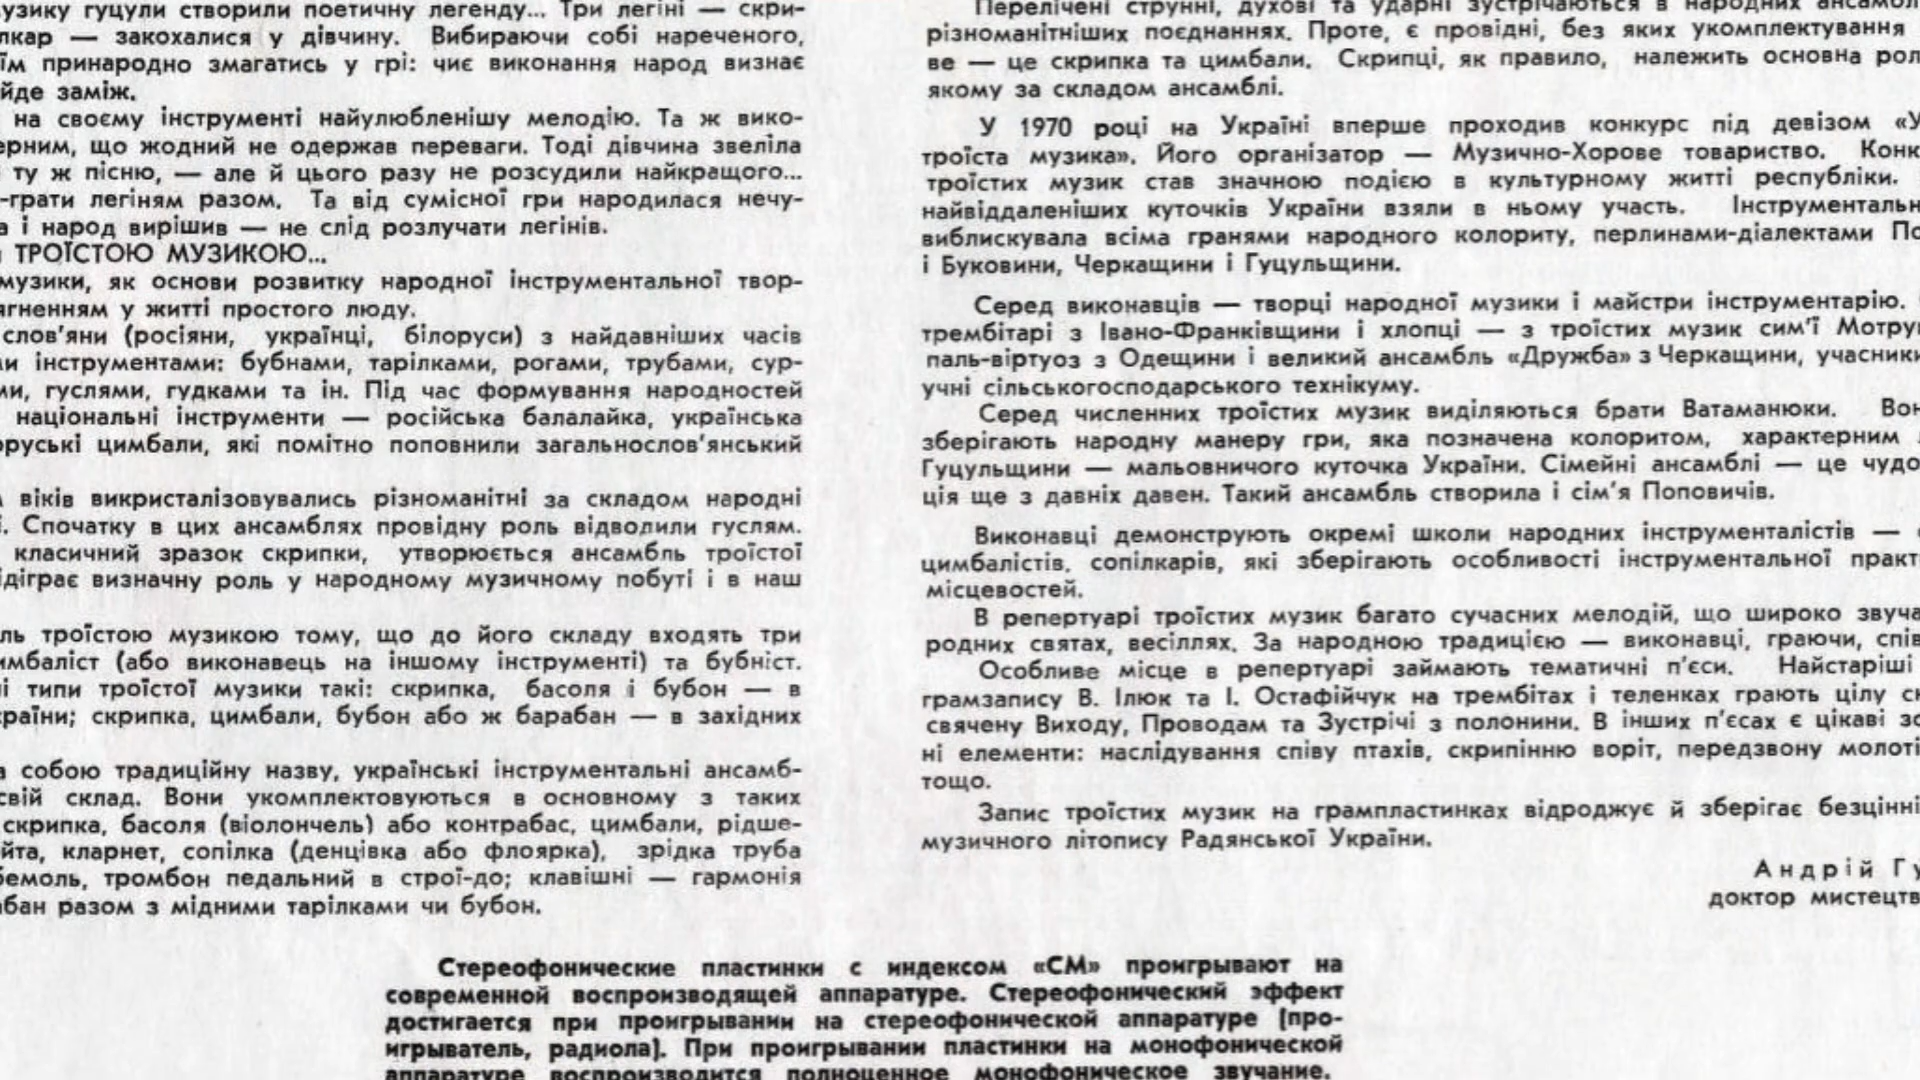 узику гуцули створили поетичну легенду... Три легіні — скри-
лкар — закохалися у дівчину. Вибираючи собі нареченого,
їм принародно змагатись у грі: чиє виконання народ визнає
йде заміж.
на своєму інструменті найулюбленішу мелодію. Та ж вико-
ерним, що жодний не одержав переваги. Тоді дівчина звеліла
ту ж пісню, — але й цього разу не розсудили найкращого...
-грати легіням разом. Та від сумісної гри народилася нечу-
а і народ вирішив — не слід розлучати легінів.
ТРОЇСТОЮ МУЗИКОЮ...
музики, як основи розвитку народної інструментальної твор-
ягненням у житті простого люду.
слов'яни (росіяни, українці, білоруси) з найдавніших часів
ми інструментами: бубнами, тарілками, рогами, трубами, сур-
ми, гуслями, гудками та ін. Під час формування народностей
національні інструменти — російська балалайка, українська
оруські цимбали, які помітно поповнили загальнослов'янський
віків викристалізовувались різноманітні за складом народні
і. Спочатку в цих ансамблях провідну роль відводили гуслям.
класичний зразок скрипки, утворюється ансамбль троїстої
ідіграє визначну роль у народному музичному побуті і в наш
ль троїстою музикою тому, що до його складу входять три
имбаліст (або виконавець на іншому інструменті) та бубніст.
і типи троїстої музики такі: скрипка, басоля і бубон — в
країни; скрипка, цимбали, бубон або ж барабан — в західних
а собою традиційну назву, українські інструментальні ансамб-
свій склад. Вони укомплектовуються в основному з таких
скрипка, басоля (віолончель) або контрабас, цимбали, рідше-
йта, кларнет, сопілка (денцівка або флоярка), зрідка труба
бемоль, тромбон педальний в строї-до; клавішні — гармонія
абан разом з мідними тарілками чи бубон.
Перелічені струнні, духові та ударні зустрічаються в народних ансамбл
різноманітніших поєднаннях. Проте, є провідні, без яких укомплектування
ве — це скрипка та цимбали. Скрипці, як правило, належить основна рол
якому за складом ансамблі.
У 1970 році на Україні вперше проходив конкурс під девізом «У
троїста музика». Його організатор — Музично-Хорове товариство. Конк
троїстих музик став значною подією в культурному житті республіки.
найвіддаленіших куточків України взяли в ньому участь. Інструментальн
виблискувала всіма гранями народного колориту, перлинами-діалектами По
і Буковини, Черкащини і Гуцульщини.
Серед виконавців — творці народної музики і майстри інструментарію.
трембітарі з Івано-Франківщини і хлопці — з троїстих музик сим'ї Мотру
паль-віртуоз з Одещини і великий ансамбль «Дружба» з Черкащини, учасники
учні сільськогосподарського технікуму.
Серед численних троїстих музик виділяються брати Ватаманюки. Вон
зберігають народну манеру гри, яка позначена колоритом, характерним
Гуцульщини — мальовничого куточка України. Сімейні ансамблі — це чудо
ція ще з давніх давен. Такий ансамбль створила і сім'я Поповичів.
Виконавці демонструють окремі школи народних інструменталістів —
цимбалістів, сопілкарів, які зберігають особливості інструментальної практ
місцевостей.
В репертуарі троїстих музик багато сучасних мелодій, що широко звуча
родних святах, весіллях. За народною традицією — виконавці, граючи, спів
Особливе місце в репертуарі займають тематичні п'єси. Найстаріші
грамзапису В. Ілюк та І. Остафійчук на трембітах і теленках грають цілу с
свячену Виходу, Проводам та Зустрічі з полонини. В інших п'єсах є цікаві з
ні елементи: наслідування співу птахів, скрипінню воріт, передзвону молоті
тощо.
Запис троїстих музик на грампластинках відроджує й зберігає безцінні
музичного літопису Радянської України.
Андрій Гу
доктор мистецтв
Стереофонические пластинки с индексом «СМ» проигрывают на
современной воспроизводящей аппаратуре. Стереофонический эффект
достигается при проигрывании на стереофонической аппаратуре (про-
игрыватель, радиола). При проигрывании пластинки на монофонической
аппаратуре воспроизводится полноценное монофоническое звучание.